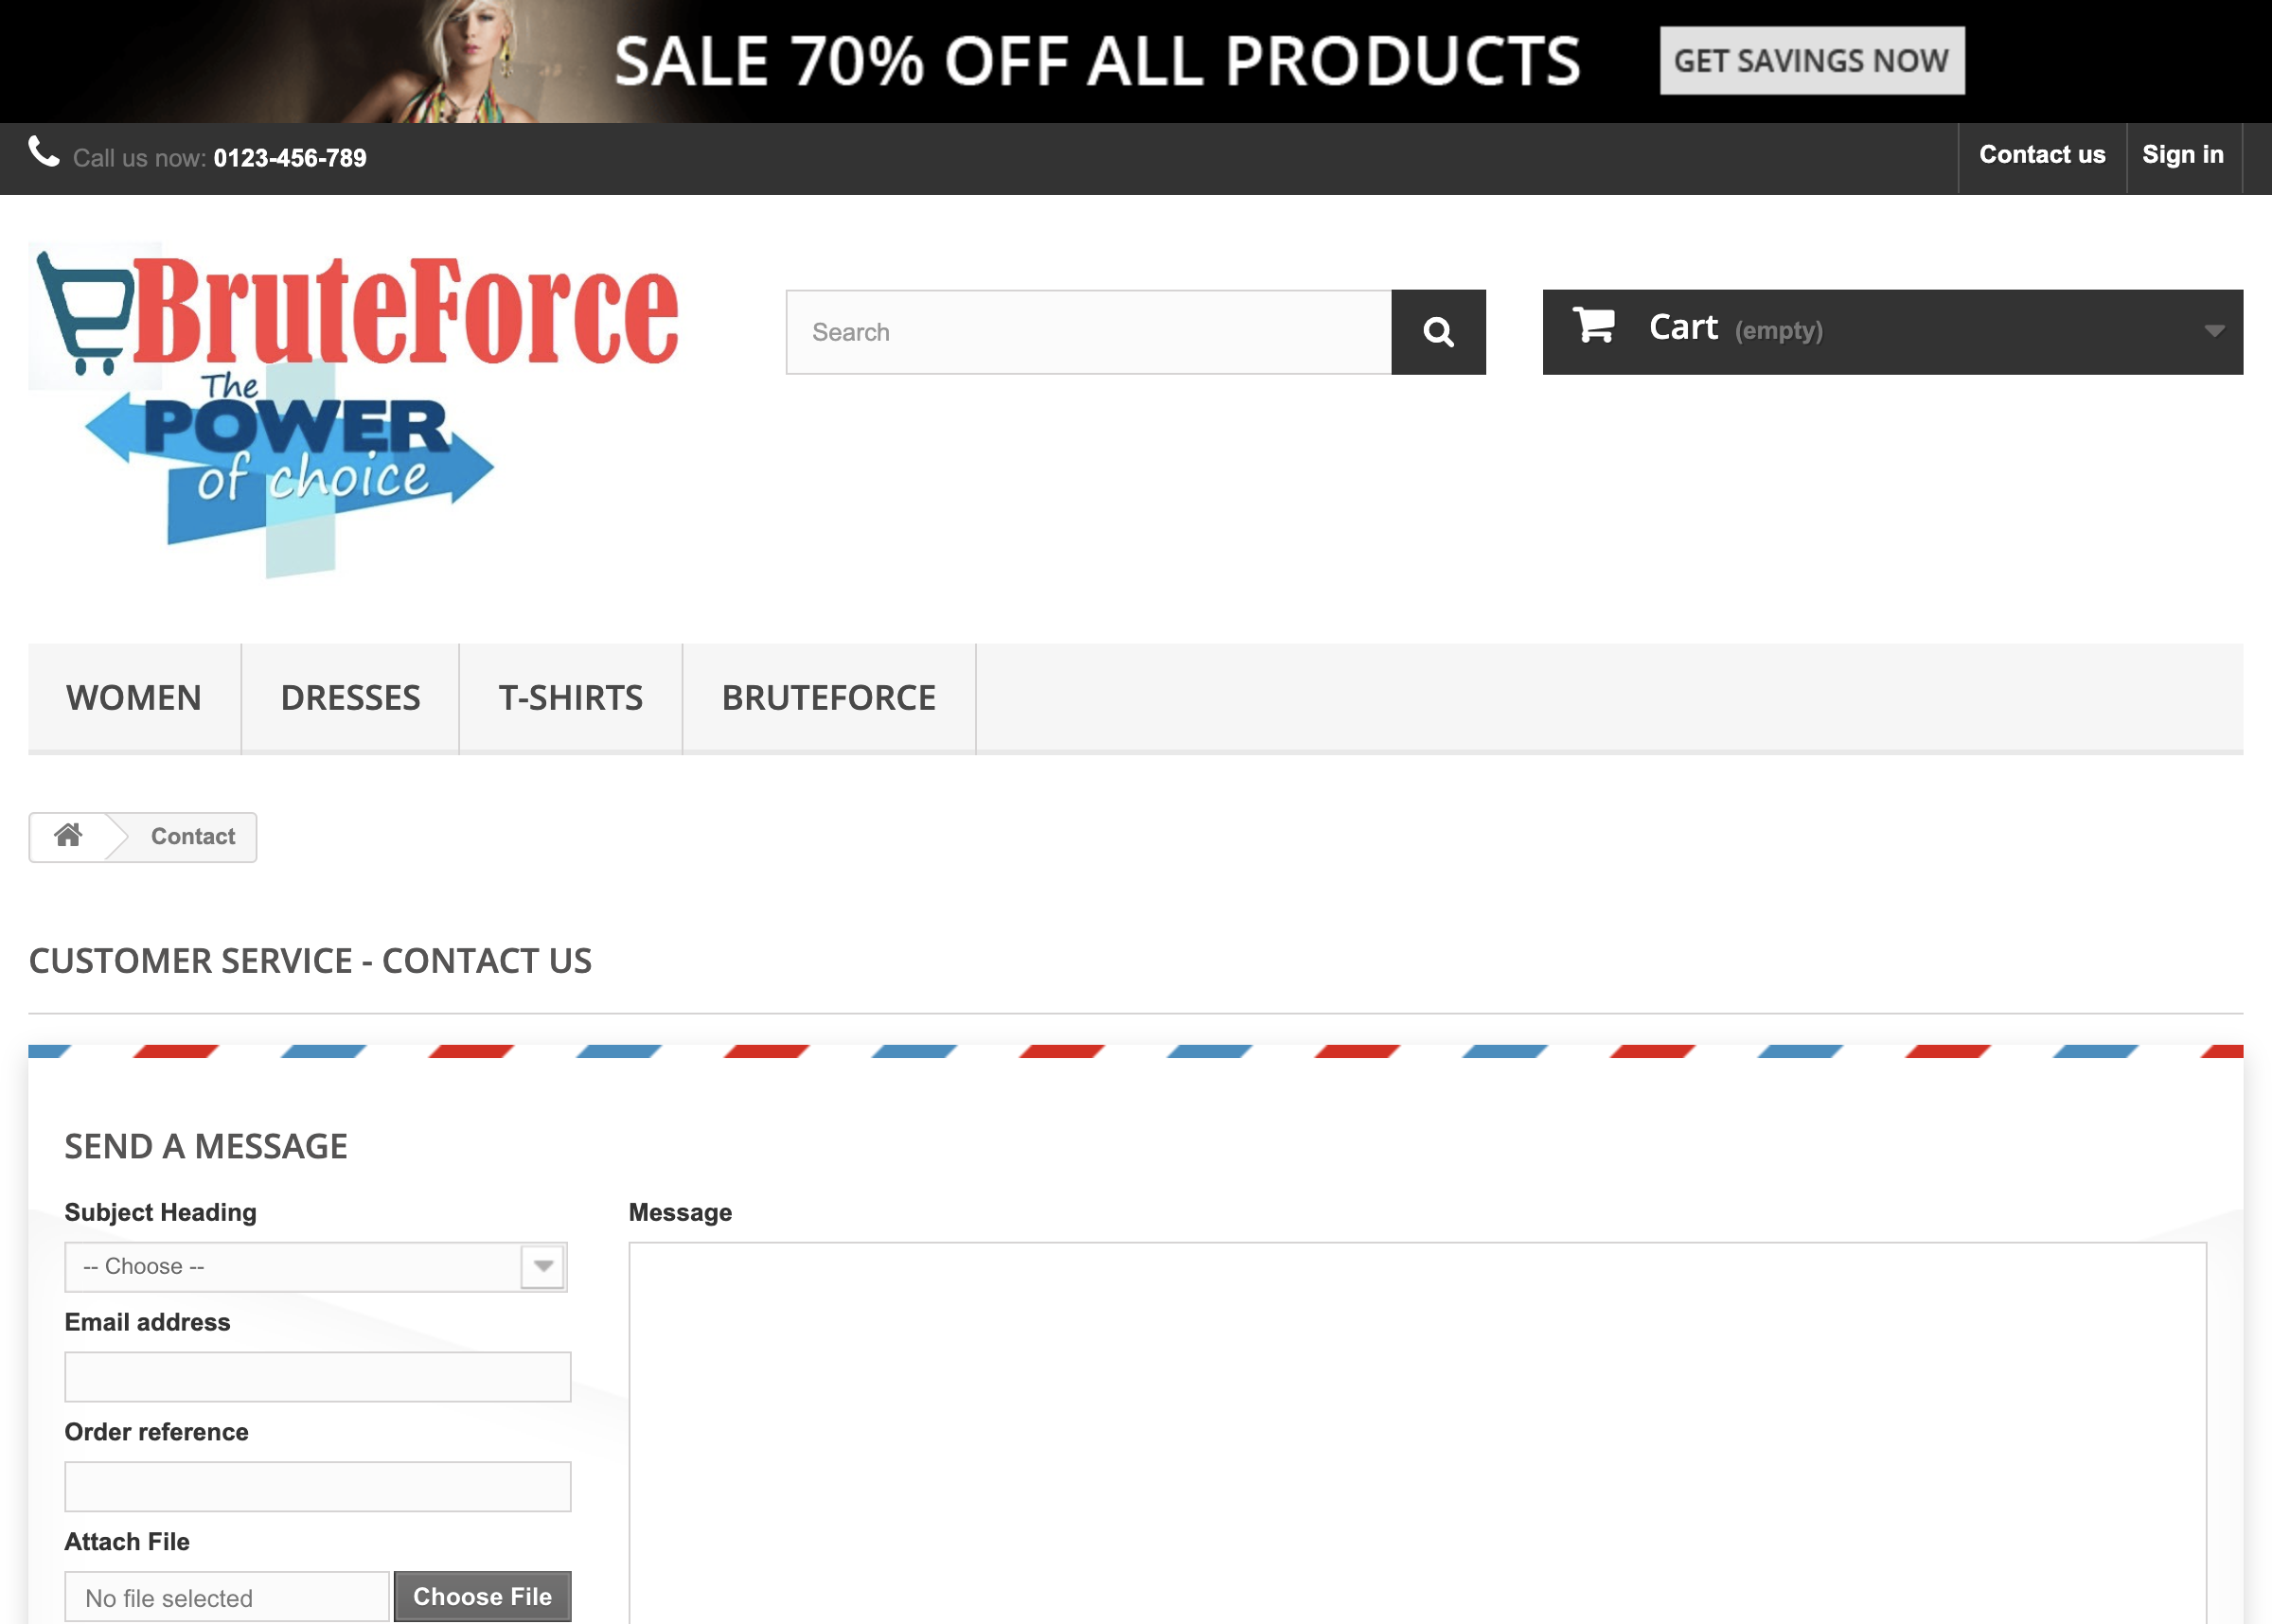 SALE 70% OFF ALL PRODUCTS
GET SAVINGS NOW
Call us now: 0123-456-789
Contact us
Sign in
BruteForce
The
POWER
of choice
Search
Cart (empty)
WOMEN
DRESSES
T-SHIRTS
BRUTEFORCE
Contact
CUSTOMER SERVICE - CONTACT US
SEND A MESSAGE
Subject Heading
Message
-- Choose --
Email address
Order reference
Attach File
No file selected
Choose File